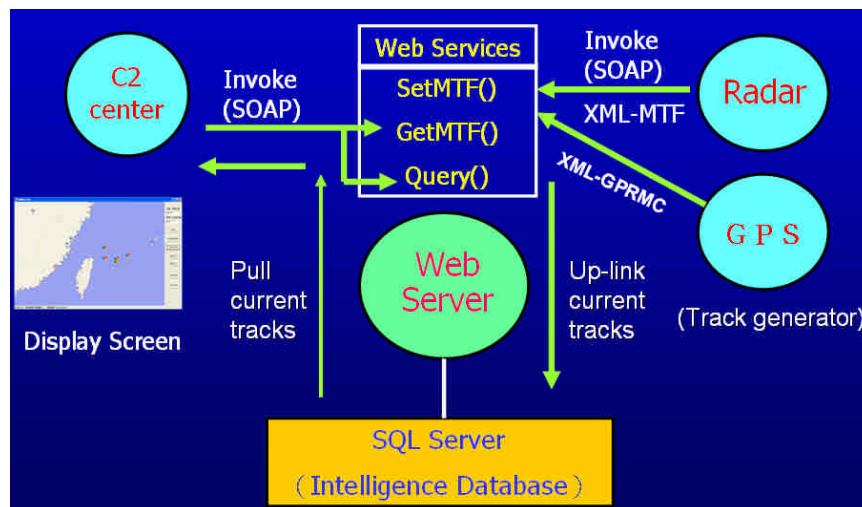 C2
center
Invoke
(SOAP)
Web Services
SetMTF()
GetMTF()
Query()
Invoke
(SOAP)
XML-MTF
Radar
XML-GPRMC
G P S
(Track generator)
Display Screen
Pull
current
tracks
Web
Server
Up-link
current
tracks
SQL Server
（Intelligence Database）